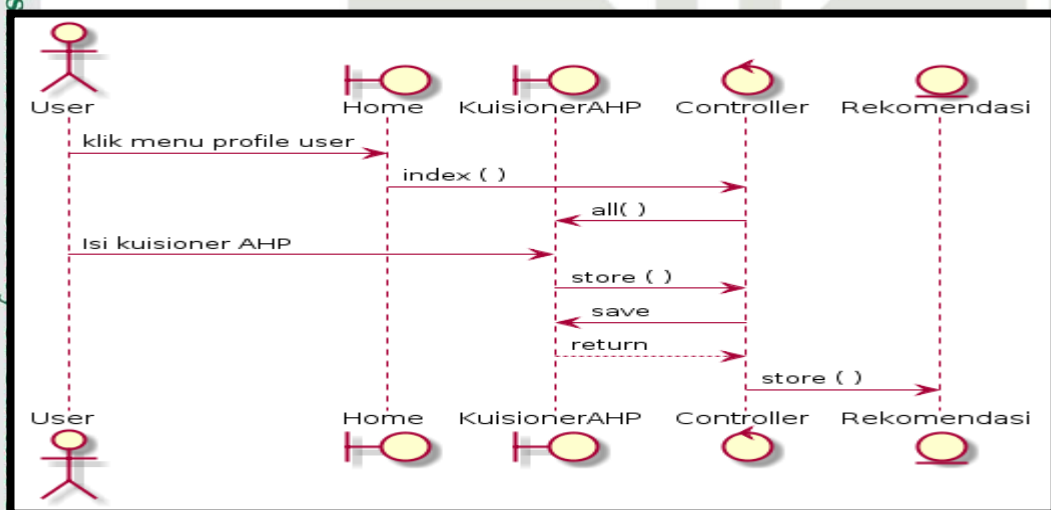 User Home KuisionerAHP Controller Rekomendasi
klik menu profile user
index ( )
all( )
Isi kuisioner AHP
store ( )
save
return
store ( )
User Home KuisionerAHP Controller Rekomendasi